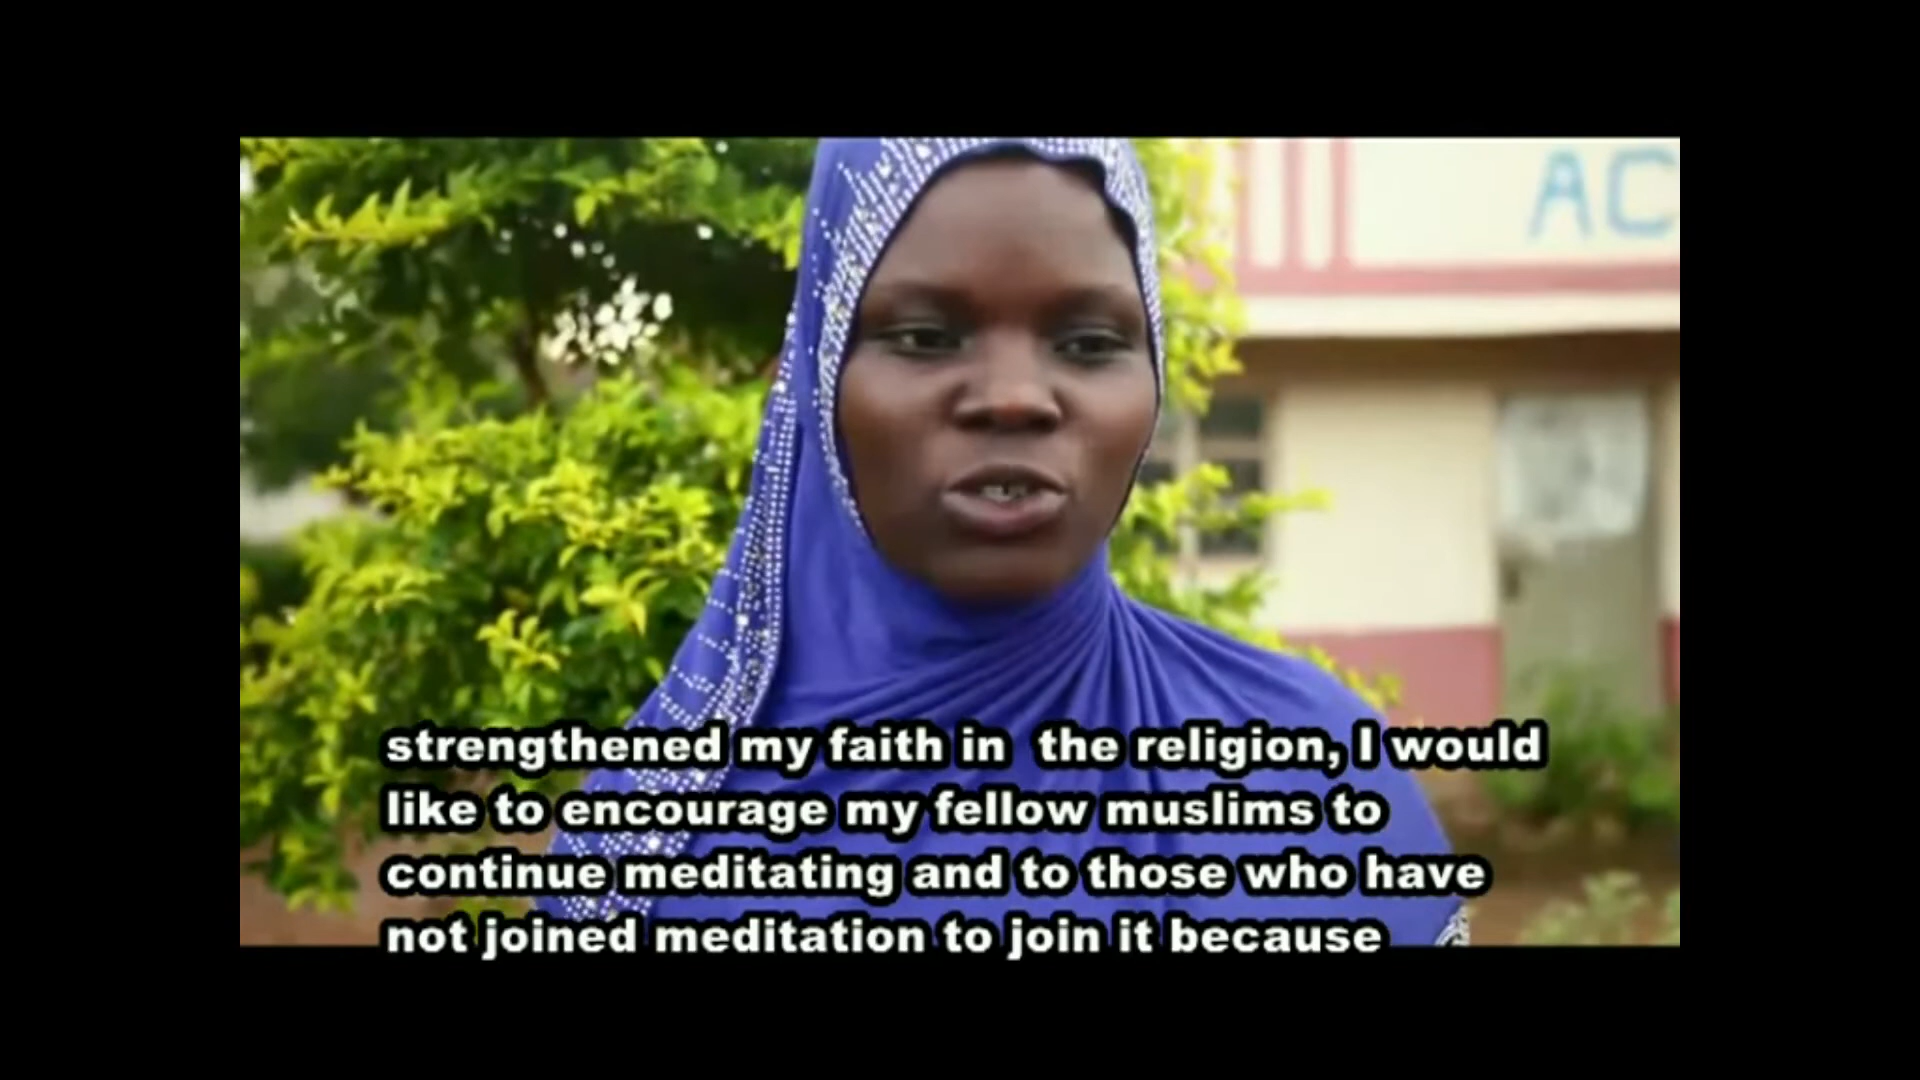 AC
strengthened my faith in  the religion, I would
like to encourage my fellow muslims to
continue meditating and to those who have
not joined meditation to join it because